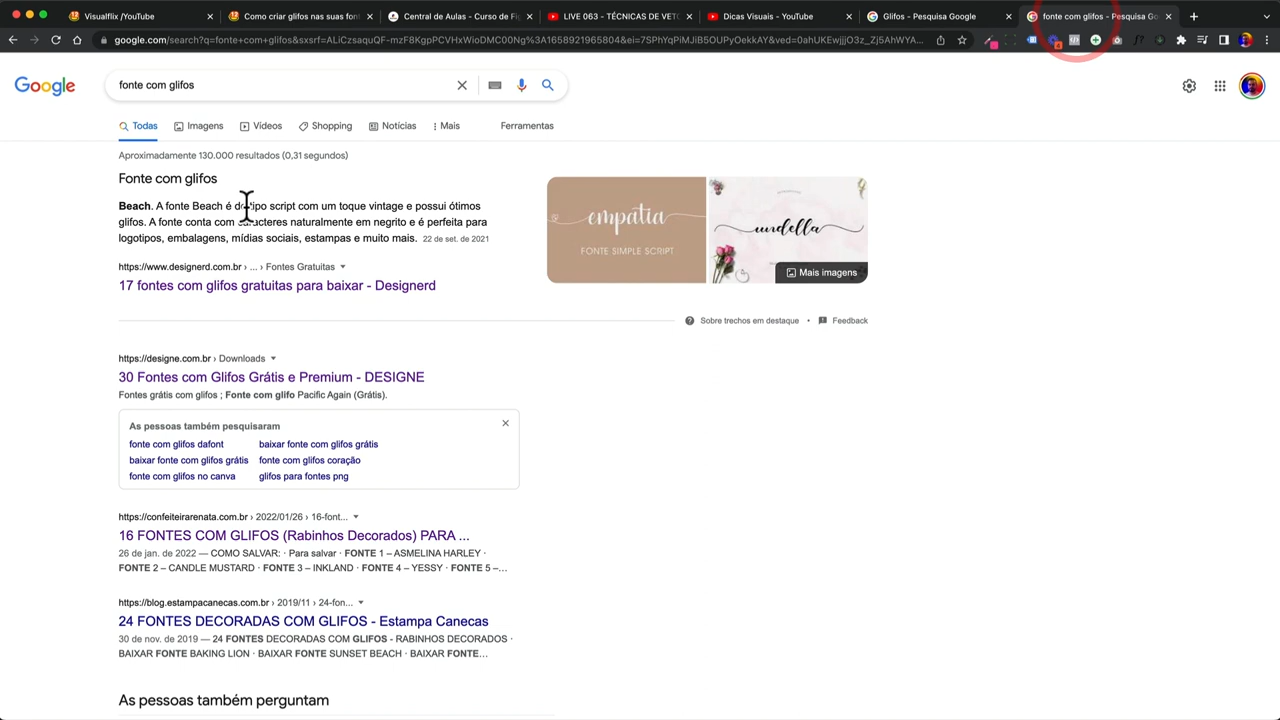 Visualflix /YouTube
Como criar glifos nas suas font
Central de Aulas - Curso de Fig
LIVE 063 - TÉCNICAS DE VETO
Dicas Visuais - YouTube
Glifos - Pesquisa Google
fonte com glifos - Pesquisa Go
google.com/search?q=fonte+com+glifos&sxsrf=ALiCzsaquQF-mzF8KgpPCVHxWioDMC00Ng%3A1658921965804&ei=7SPhYqPiMJiB5OUPyOekkAY&ved=0ahUKEwjjjO3z_Zj5AhWYA...
Google
fonte com glifos
Todas
Imagens
Vídeos
Shopping
Notícias
Mais
Ferramentas
Aproximadamente 130.000 resultados (0,31 segundos)
Fonte com glifos
Beach. A fonte Beach é do tipo script com um toque vintage e possui ótimos
glifos. A fonte conta com caracteres naturalmente em negrito e é perfeita para
logotipos, embalagens, mídias sociais, estampas e muito mais. 22 de set. de 2021
https://www.designerd.com.br › ... › Fontes Gratuitas
17 fontes com glifos gratuitas para baixar - Designerd
empatia
FONTE SIMPLE SCRIPT
undella
Mais imagens
Sobre trechos em destaque
•
Feedback
https://designe.com.br › Downloads
30 Fontes com Glifos Grátis e Premium - DESIGNE
Fontes grátis com glifos ; Fonte com glifo Pacific Again (Grátis).
As pessoas também pesquisaram
fonte com glifos dafont
baixar fonte com glifos grátis
baixar fonte com glifos grátis
fonte com glifos coração
fonte com glifos no canva
glifos para fontes png
https://confeiteirarenata.com.br › 2022/01/26 › 16-font...
16 FONTES COM GLIFOS (Rabinhos Decorados) PARA ...
26 de jan. de 2022 — COMO SALVAR: · Para salvar · FONTE 1 – ASMELINA HARLEY ·
FONTE 2 – CANDLE MUSTARD · FONTE 3 – INKLAND · FONTE 4 – YESSY · FONTE 5 –...
https://blog.estampacanecas.com.br › 2019/11 › 24-fon...
24 FONTES DECORADAS COM GLIFOS - Estampa Canecas
30 de nov. de 2019 — 24 FONTES DECORADAS COM GLIFOS - RABINHOS DECORADOS ·
BAIXAR FONTE BAKING LION · BAIXAR FONTE SUNSET BEACH · BAIXAR FONTE...
As pessoas também perguntam